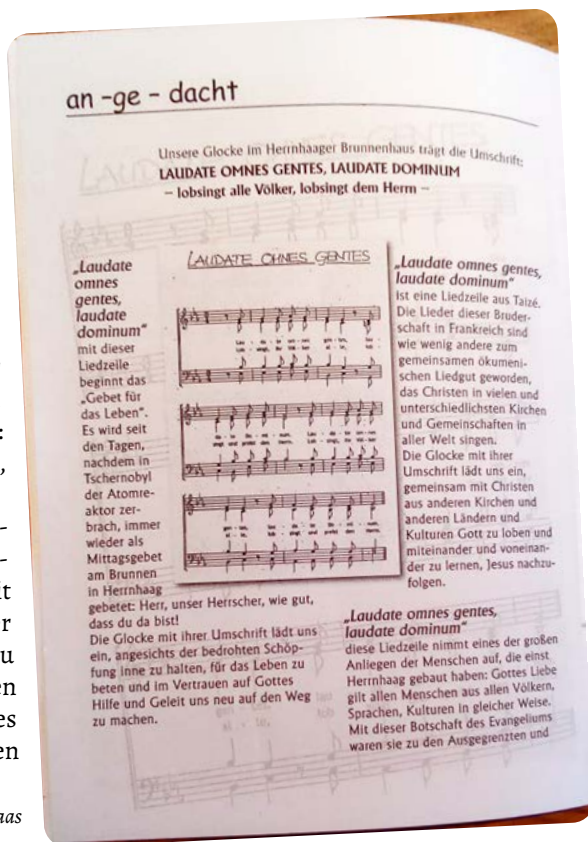 an -ge - dacht
Unsere Glocke im Herrnhaager Brunnenhaus trägt die Umschrift:
LAUDATE OMNES GENTES, LAUDATE DOMINUM
– lobsingt alle Völker, lobsingt dem Herrn –
„Laudate
omnes
gentes,
laudate
dominum"
mit dieser
Liedzeile
beginnt das
„Gebet für
das Leben".
Es wird seit
den Tagen,
nachdem in
Tschernobyl
der Atomre-
aktor zer-
brach, immer
wieder als
Mittagsgebet
am Brunnen
in Herrnhaag
gebetet: Herr, unser Herrscher, wie gut,
dass du da bist!
Die Glocke mit ihrer Umschrift lädt uns
ein, angesichts der bedrohten Schöp-
fung inne zu halten, für das Leben zu
beten und im Vertrauen auf Gottes
Hilfe und Geleit uns neu auf den Weg
zu machen.
LAUDATE OMNES GENTES
„Laudate omnes gentes,
laudate dominum"
ist eine Liedzeile aus Taizé.
Die Lieder dieser Bruder-
schaft in Frankreich sind
wie wenig andere zum
gemeinsamen ökumeni-
schen Liedgut geworden,
das Christen in vielen und
unterschiedlichsten Kirchen
und Gemeinschaften in
aller Welt singen.
Die Glocke mit ihrer
Umschrift lädt uns ein,
gemeinsam mit Christen
aus anderen Kirchen und
anderen Ländern und
Kulturen Gott zu loben und
miteinander und voneinan-
der zu lernen, Jesus nachzu-
folgen.
„Laudate omnes gentes,
laudate dominum"
diese Liedzeile nimmt eines der großen
Anliegen der Menschen auf, die einst
Herrnhaag gebaut haben: Gottes Liebe
gilt allen Menschen aus allen Völkern,
Sprachen, Kulturen in gleicher Weise.
Mit dieser Botschaft des Evangeliums
waren sie zu den Ausgegrenzten und